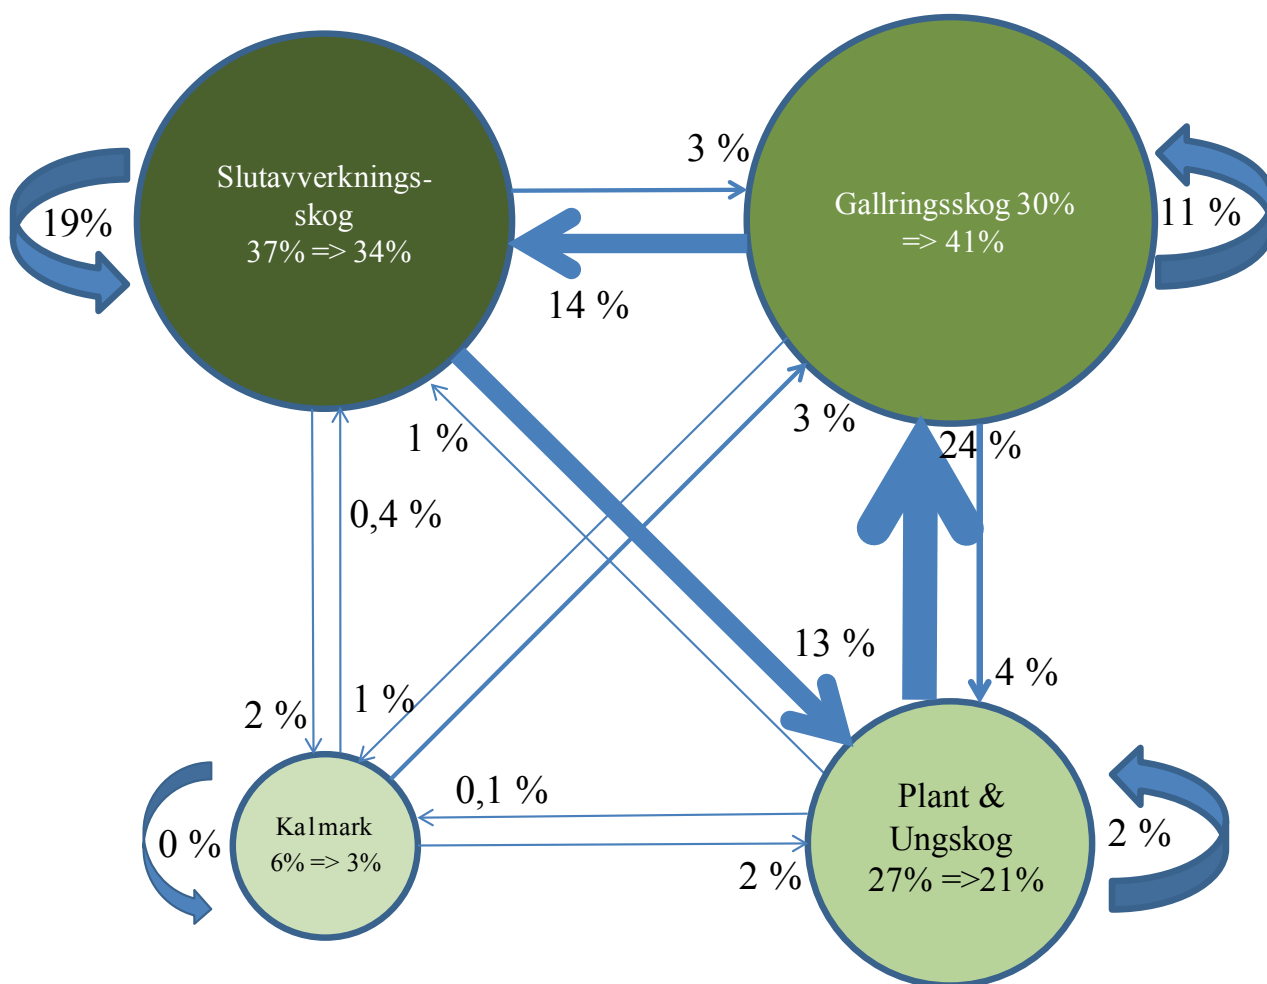 Slutavverknings-
skog
37% => 34%
19%
3 %
14 %
Gallringsskog 30%
=> 41%
11 %
1 %
3 %
24 %
0,4 %
13 %
4 %
2 %
1 %
0,1 %
2 %
Kalmark
6% => 3%
0 %
Plant &
Ungskog
27% =>21%
2 %